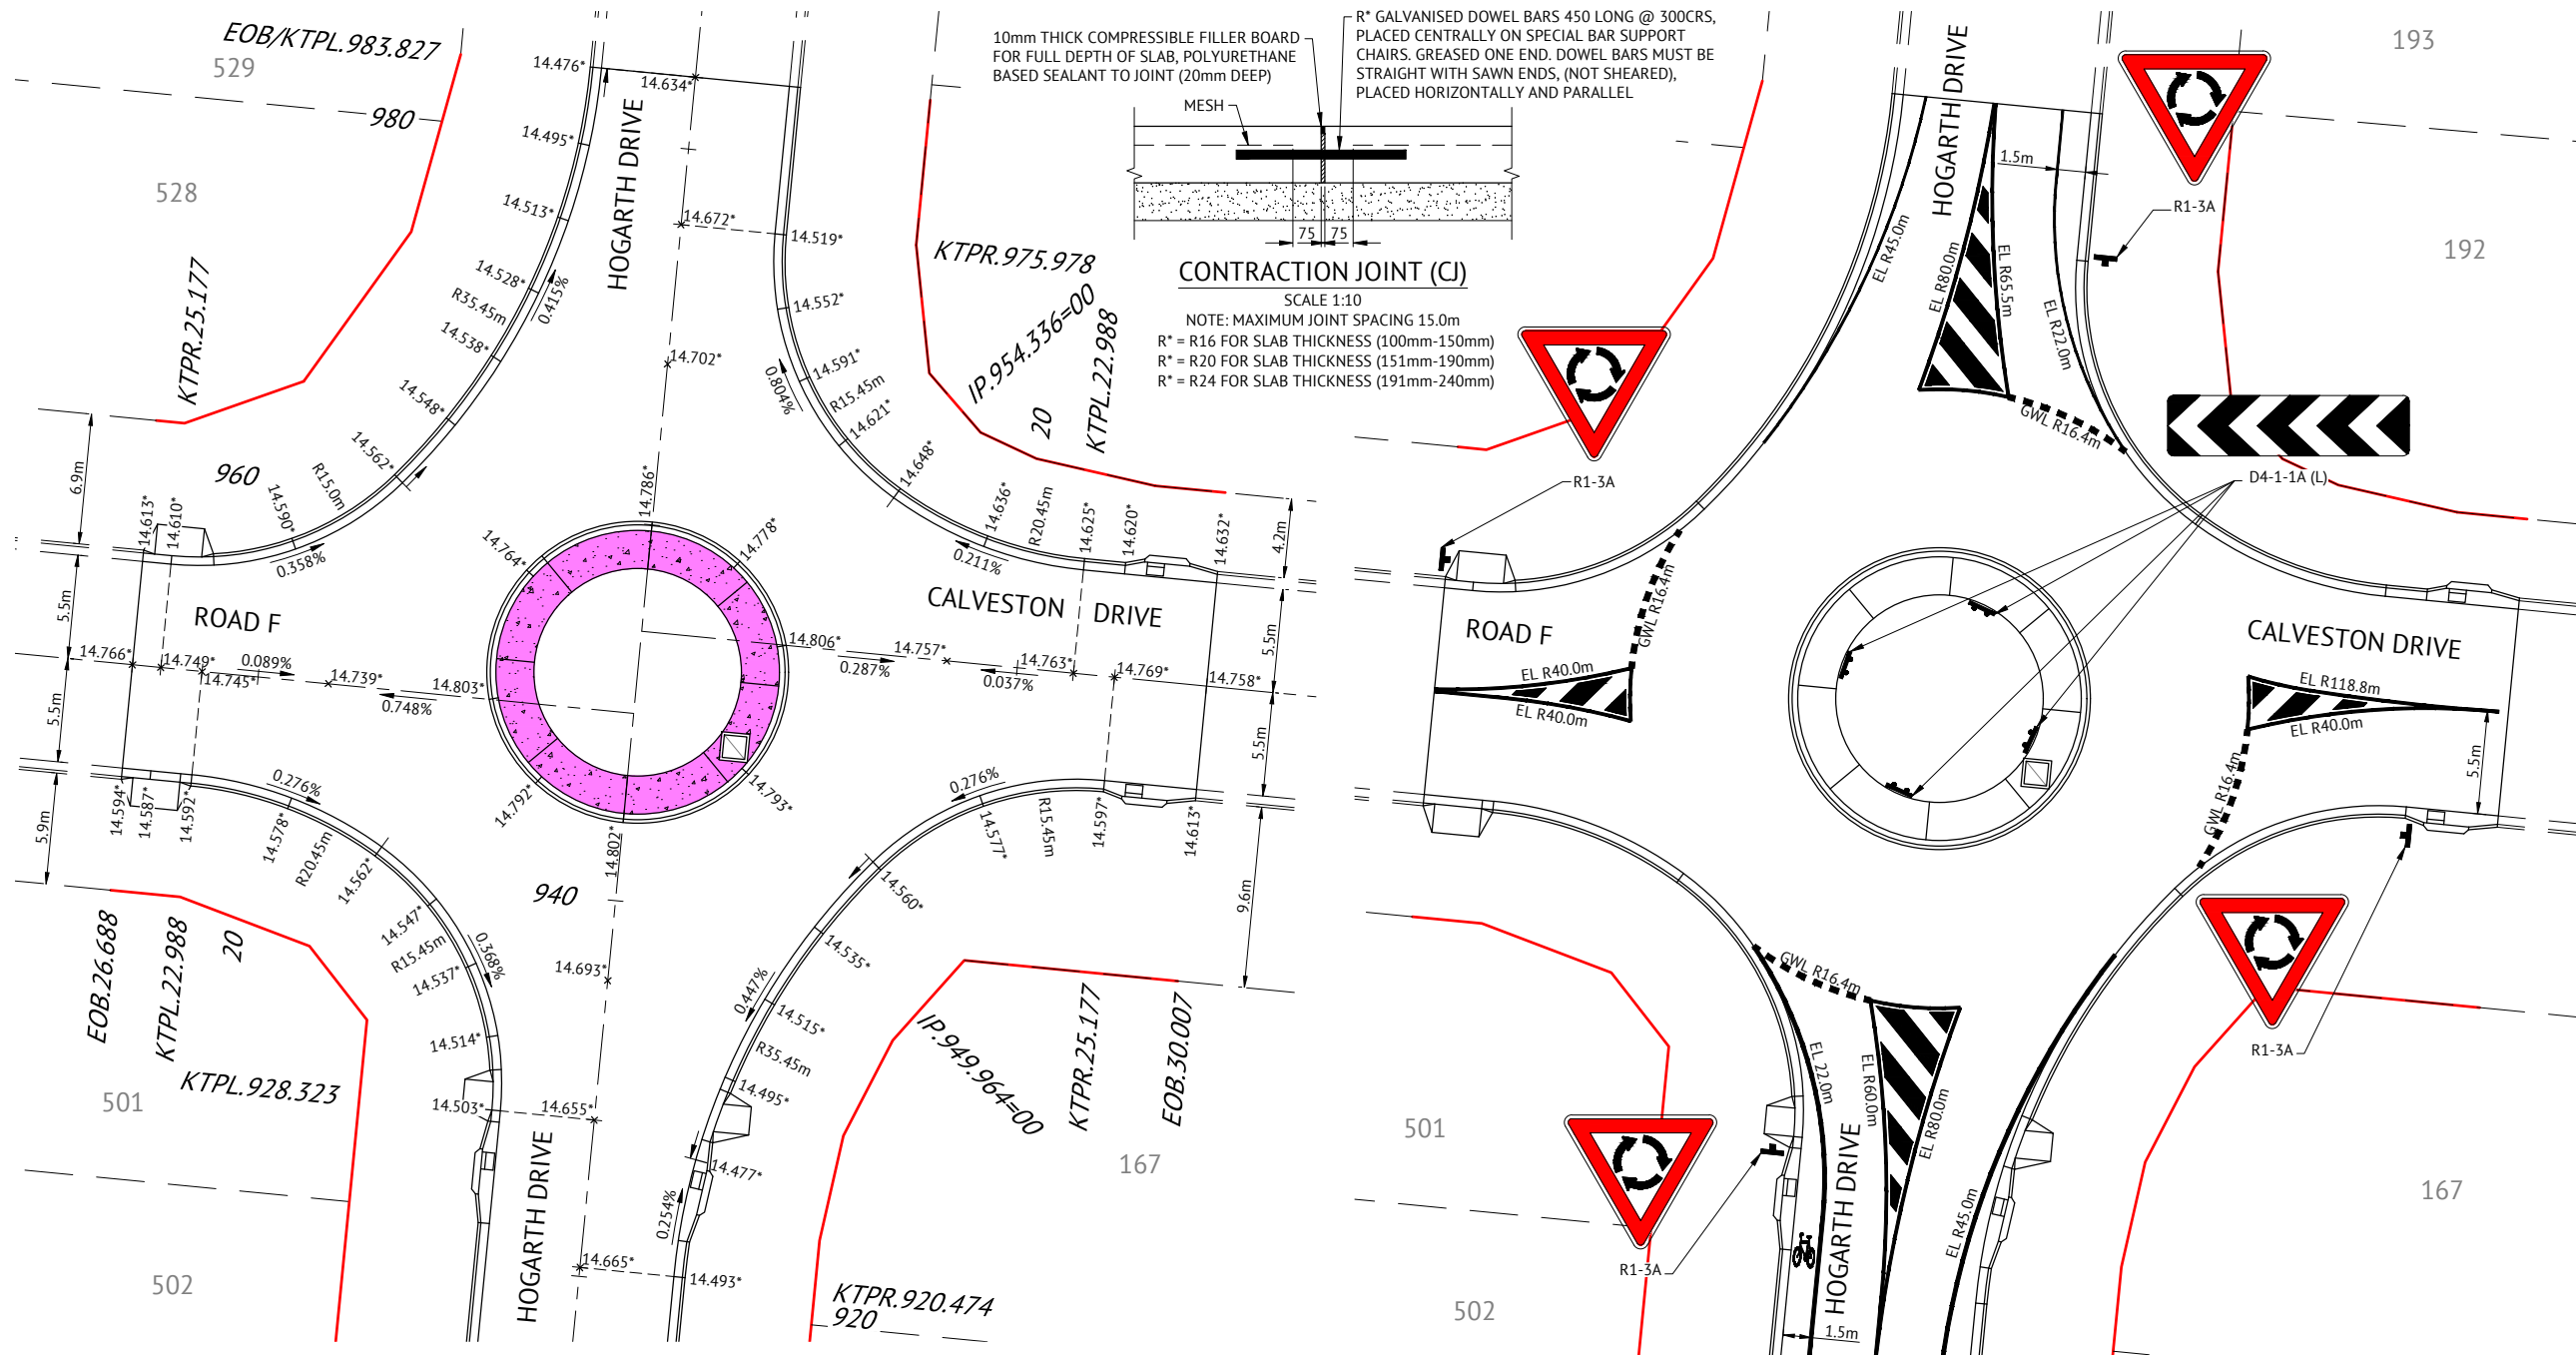 EOB/KTPL.983.827
529
980
528
KTPR.25.177
6.9m
960
5.5m
5.5m
5.9m
14.476*
14.634*
14.495*
14.513*
14.528*
R35.45m
14.538*
0.415%
14.548*
14.562*
R15.0m
14.590*
14.613*
14.610*
0.358%
HOGARTH DRIVE
14.672*
14.519*
14.552*
14.702*
14.591*
R15.45m
0.804%
14.621*
14.648*
14.786*
14.636*
R20.45m
14.625*
14.620*
14.632*
0.211%
4.2m
KTPR.975.978
IP.954.336=00
20
KTPL.22.988
10mm THICK COMPRESSIBLE FILLER BOARD
FOR FULL DEPTH OF SLAB, POLYURETHANE
BASED SEALANT TO JOINT (20mm DEEP)
MESH
R* GALVANISED DOWEL BARS 450 LONG @ 300CRS,
PLACED CENTRALLY ON SPECIAL BAR SUPPORT
CHAIRS. GREASED ONE END. DOWEL BARS MUST BE
STRAIGHT WITH SAWN ENDS, (NOT SHEARED),
PLACED HORIZONTALLY AND PARALLEL
75
75
CONTRACTION JOINT (CJ)
SCALE 1:10
NOTE: MAXIMUM JOINT SPACING 15.0m
R* = R16 FOR SLAB THICKNESS (100mm-150mm)
R* = R20 FOR SLAB THICKNESS (151mm-190mm)
R* = R24 FOR SLAB THICKNESS (191mm-240mm)
14.764*
14.778*
ROAD F
CALVESTON DRIVE
14.766*
14.749*
0.089%
14.745*
14.739*
14.803*
0.748%
14.806*
0.287%
14.757*
14.763*
0.037%
14.769*
14.758*
5.5m
5.5m
14.792*
14.793*
14.802*
14.594*
14.587*
14.592*
0.276%
14.578*
R20.45m
14.562*
14.547*
R15.45m
14.537*
0.368%
14.514*
14.503*
14.655*
14.693*
940
0.276%
14.577*
R15.45m
14.597*
14.613*
14.560*
14.535*
9.6m
0.447%
14.515*
R35.45m
14.495*
14.477*
0.254%
14.665*
14.493*
HOGARTH DRIVE
EOB.26.688
KTPL.22.988
20
KTPL.928.323
501
502
IP.949.964=00
KTPR.25.177
EOB.30.007
167
KTPR.920.474
920
193
192
HOGARTH DRIVE
1.5m
R1-3A
EL R45.0m
EL R80.0m
EL R65.5m
EL R22.0m
GWL R16.4m
D4-1-1A (L)
R1-3A
GWL R16.4m
ROAD F
EL R40.0m
EL R40.0m
CALVESTON DRIVE
EL R118.8m
EL R40.0m
5.5m
GWL R16.4m
R1-3A
GWL R16.4m
EL 22.0m
EL R60.0m
EL R80.0m
EL R45.0m
R1-3A
HOGARTH DRIVE
1.5m
501
502
167